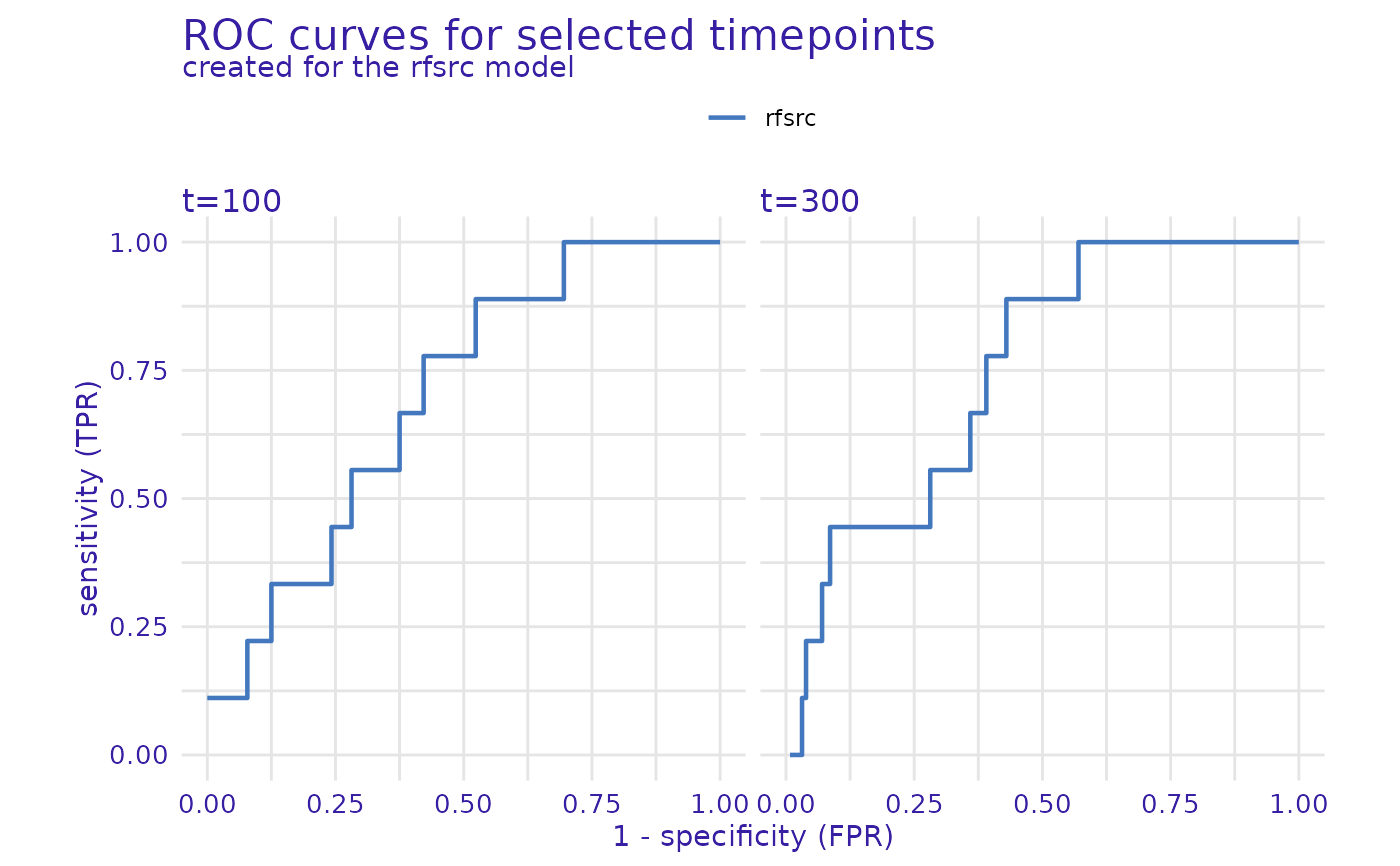 ROC curves for selected timepoints
created for the rfsrc model
rfsrc
t=100
t=300
1.00
0.75
0.50
0.25
0.00
sensitivity (TPR)
0.00 0.25 0.50 0.75 1.00 0.00 0.25 0.50 0.75 1.00
1 - specificity (FPR)